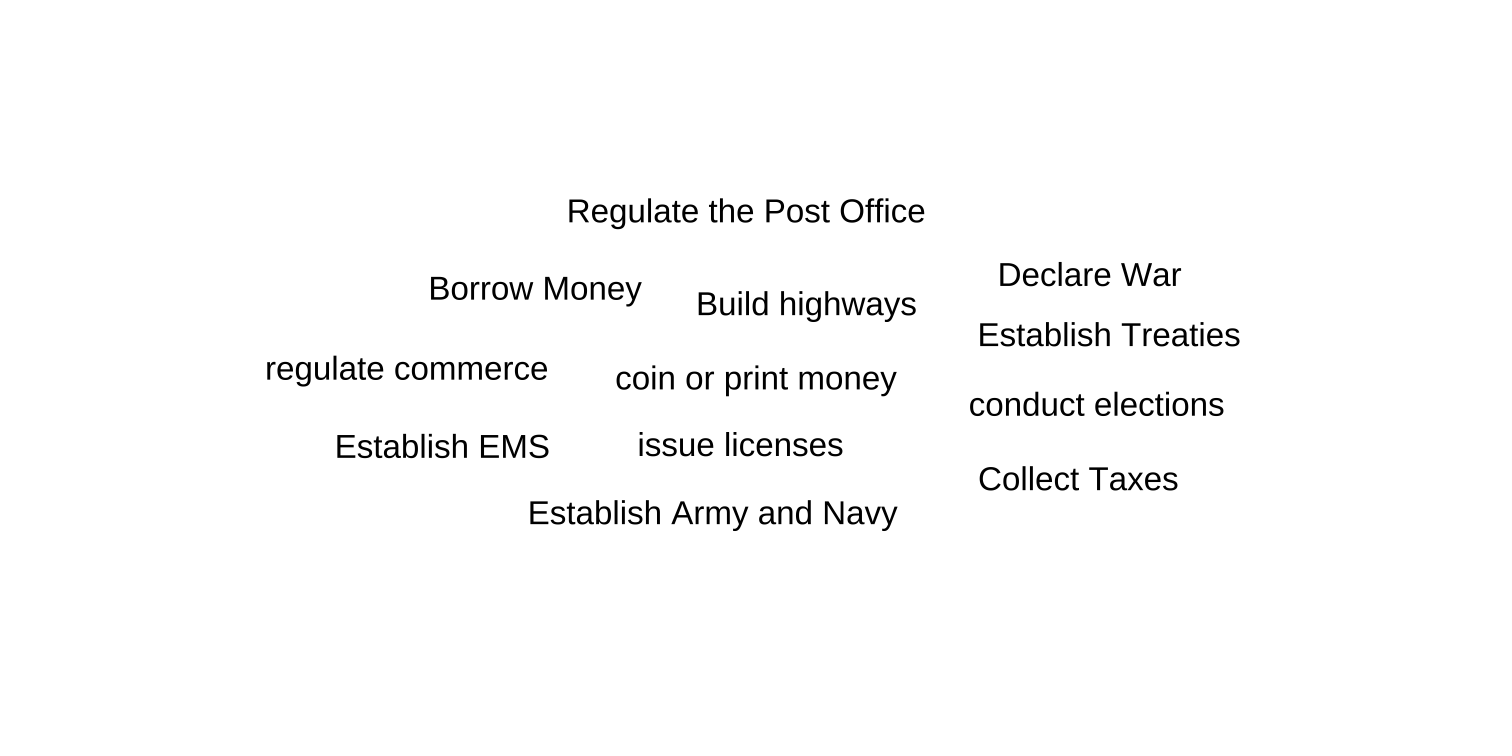 Regulate the Post Office
Declare War
Borrow Money
Build highways
Establish Treaties
regulate commerce
coin or print money
conduct elections
Establish EMS
issue licenses
Collect Taxes
Establish Army and Navy